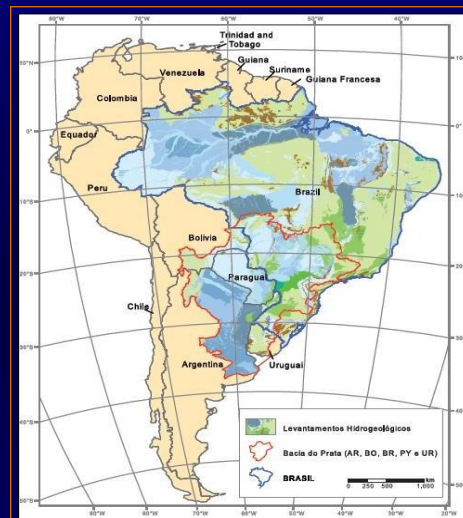 Trinidad and
Tobago
Guiana
Venezuela
Suriname
Guiana Francesa
10°N
Colombia
0°
Equador
Peru
Brazil
10°S
Bolivia
20°S
Paraguai
Chile
30°S
Argentina
Uruguai
40°S
Levantamentos Hidrogeológicos
Bacia do Prata (AR, BO, BR, PY e UR)
BRASIL
km
0 250 500 1,000
50°S
80°W 70°W 60°W 50°W 40°W 30°W 20°W